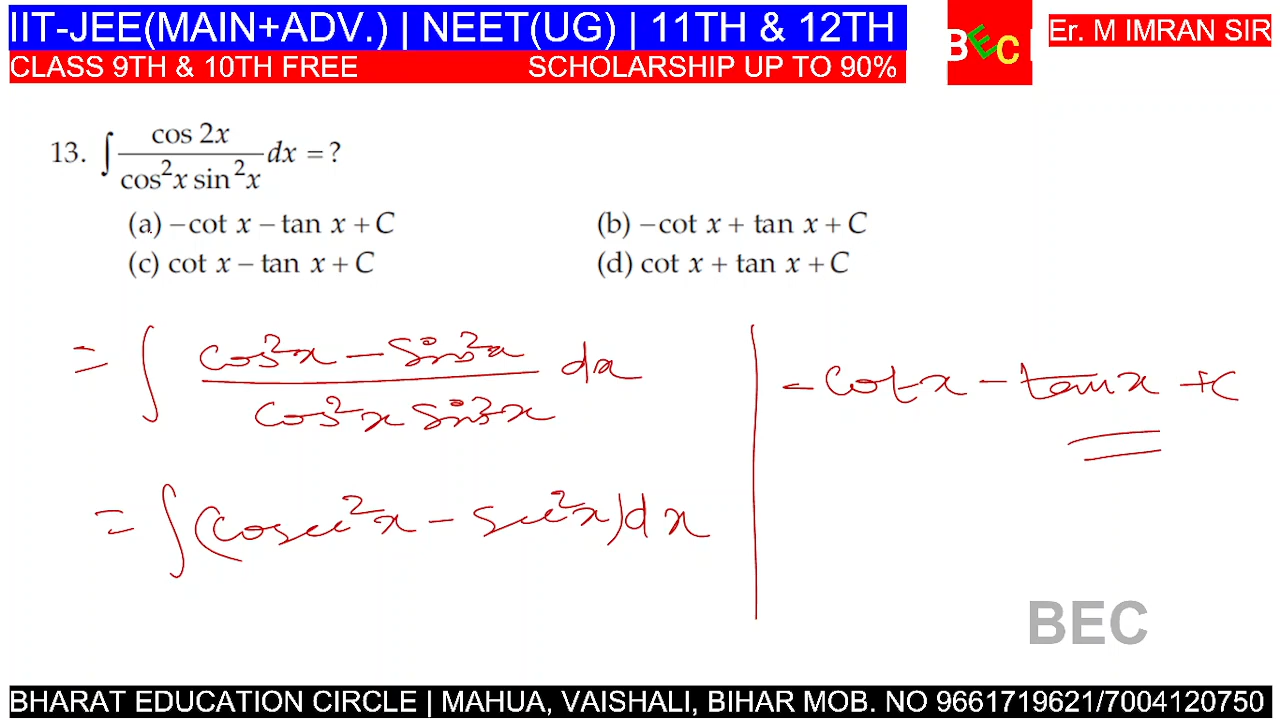 IIT-JEE(MAIN+ADV.) | NEET(UG) | 11TH & 12TH
BEC
Er. M IMRAN SIR
CLASS 9TH & 10TH FREE SCHOLARSHIP UP TO 90%
13. ∫ cos 2x / cos²x sin²x dx = ?
(a) −cot x − tan x + C (b) −cot x + tan x + C
(c) cot x − tan x + C (d) cot x + tan x + C
= ∫ cos²x − sin²x / cos²x sin²x dx
= ∫(cosec²x − sec²x)dx
− cot x − tan x + c
BEC
BHARAT EDUCATION CIRCLE | MAHUA, VAISHALI, BIHAR MOB. NO 9661719621/7004120750